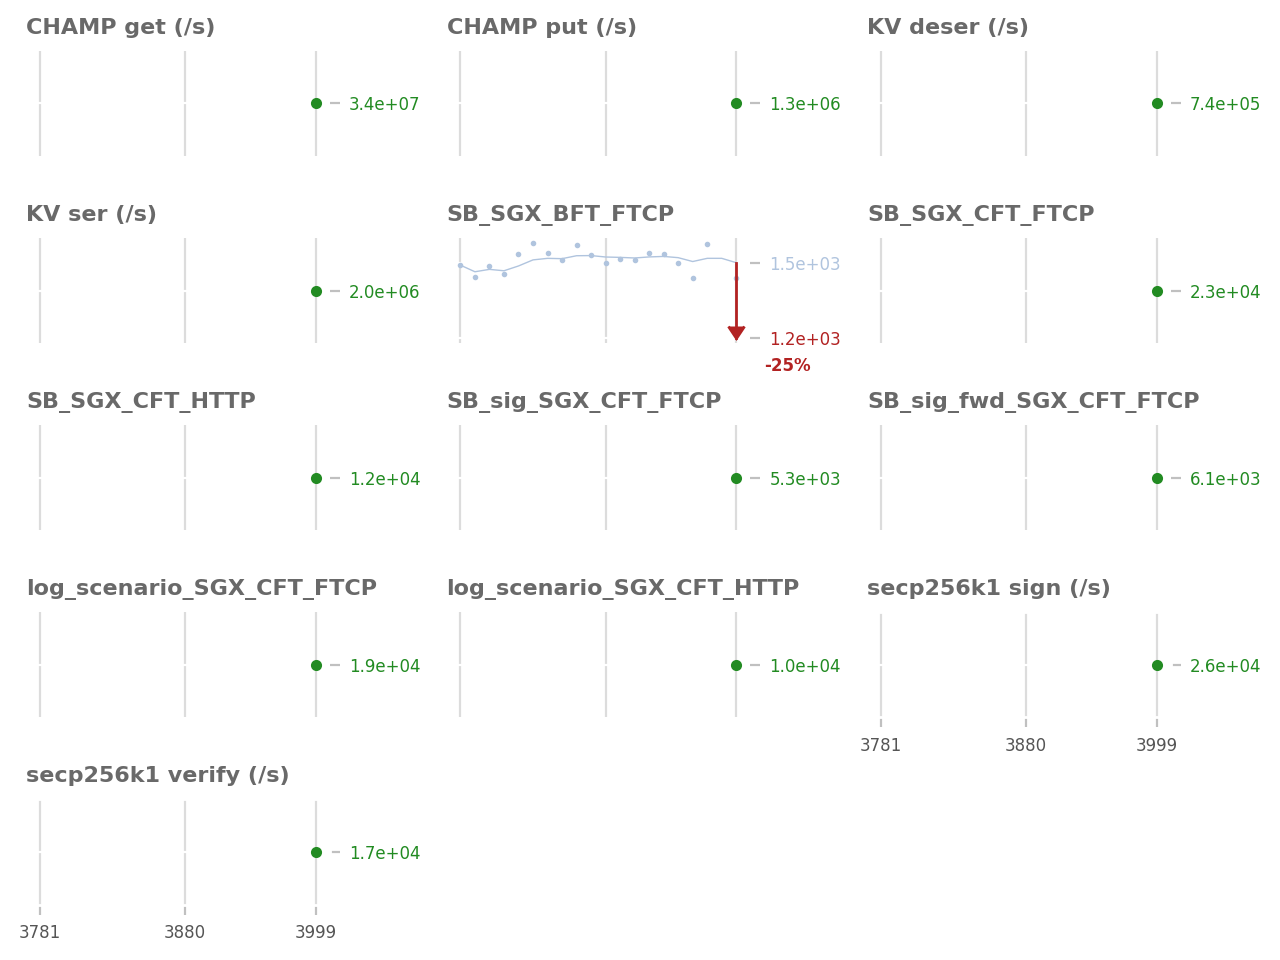 CHAMP get (/s)
CHAMP put (/s)
KV deser (/s)
3.4e+07
1.3e+06
7.4e+05
KV ser (/s)
SB_SGX_BFT_FTCP
SB_SGX_CFT_FTCP
2.0e+06
1.5e+03
1.2e+03
-25%
2.3e+04
SB_SGX_CFT_HTTP
SB_sig_SGX_CFT_FTCP
SB_sig_fwd_SGX_CFT_FTCP
1.2e+04
5.3e+03
6.1e+03
log_scenario_SGX_CFT_FTCP
log_scenario_SGX_CFT_HTTP
secp256k1 sign (/s)
1.9e+04
1.0e+04
2.6e+04
3781 3880 3999
secp256k1 verify (/s)
1.7e+04
3781 3880 3999